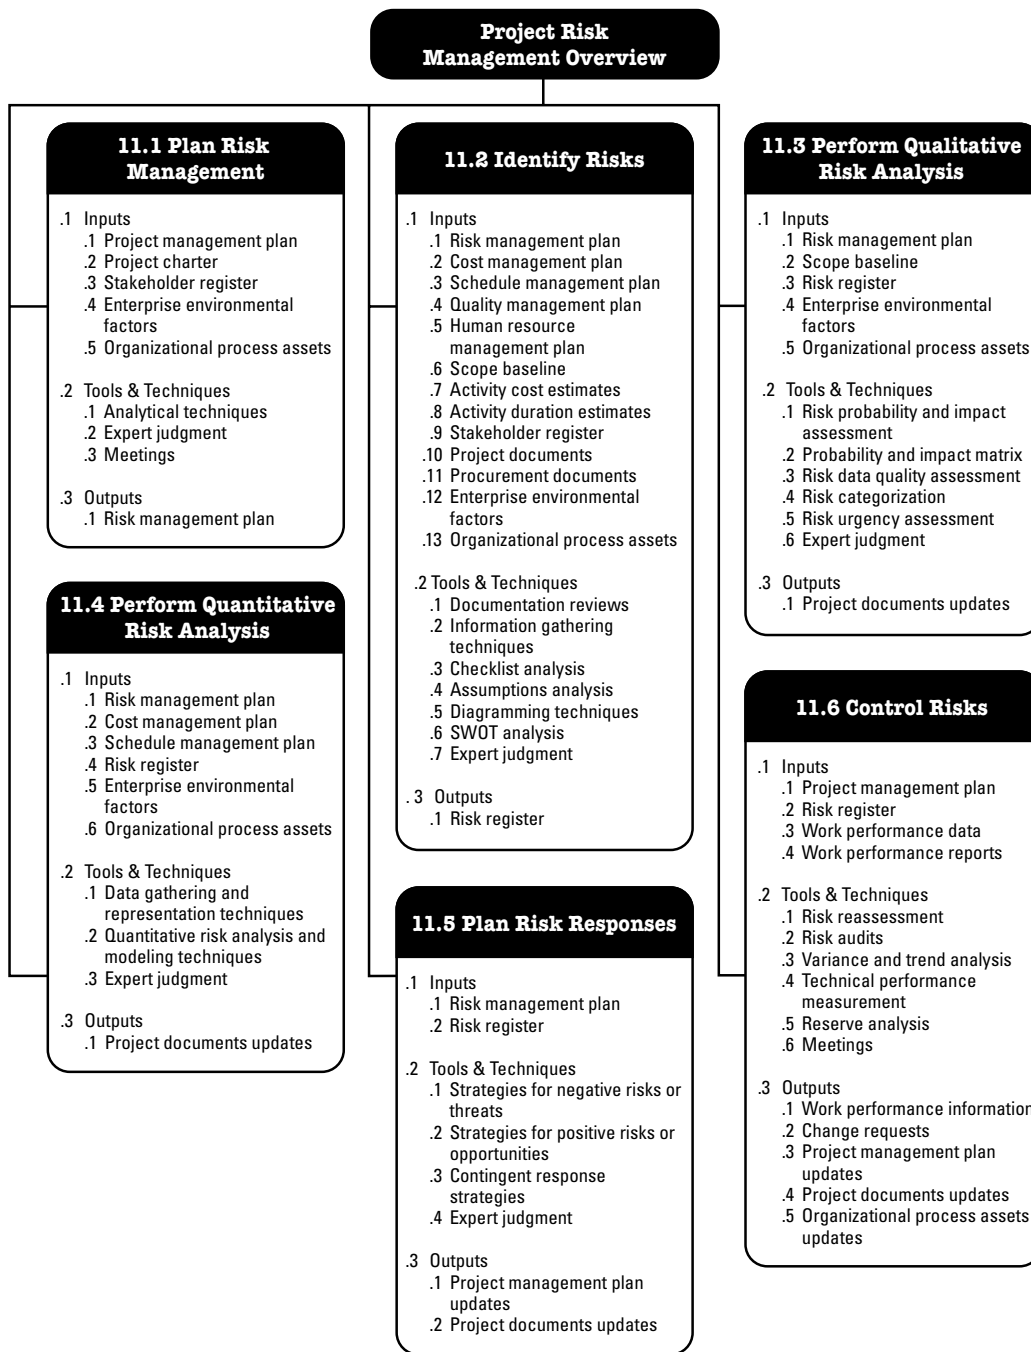 Project Risk
Management Overview
11.1 Plan Risk
Management
.1 Inputs
.1 Project management plan
.2 Project charter
.3 Stakeholder register
.4 Enterprise environmental
factors
.5 Organizational process assets
.2 Tools & Techniques
.1 Analytical techniques
.2 Expert judgment
.3 Meetings
.3 Outputs
.1 Risk management plan
11.2 Identify Risks
.1 Inputs
.1 Risk management plan
.2 Cost management plan
.3 Schedule management plan
.4 Quality management plan
.5 Human resource
management plan
.6 Scope baseline
.7 Activity cost estimates
.8 Activity duration estimates
.9 Stakeholder register
.10 Project documents
.11 Procurement documents
.12 Enterprise environmental
factors
.13 Organizational process assets
.2 Tools & Techniques
.1 Documentation reviews
.2 Information gathering
techniques
.3 Checklist analysis
.4 Assumptions analysis
.5 Diagramming techniques
.6 SWOT analysis
.7 Expert judgment
. 3 Outputs
.1 Risk register
11.3 Perform Qualitative
Risk Analysis
.1 Inputs
.1 Risk management plan
.2 Scope baseline
.3 Risk register
.4 Enterprise environmental
factors
.5 Organizational process assets
.2 Tools & Techniques
.1 Risk probability and impact
assessment
.2 Probability and impact matrix
.3 Risk data quality assessment
.4 Risk categorization
.5 Risk urgency assessment
.6 Expert judgment
.3 Outputs
.1 Project documents updates
11.4 Perform Quantitative
Risk Analysis
.1 Inputs
.1 Risk management plan
.2 Cost management plan
.3 Schedule management plan
.4 Risk register
.5 Enterprise environmental
factors
.6 Organizational process assets
.2 Tools & Techniques
.1 Data gathering and
representation techniques
.2 Quantitative risk analysis and
modeling techniques
.3 Expert judgment
.3 Outputs
.1 Project documents updates
11.5 Plan Risk Responses
.1 Inputs
.1 Risk management plan
.2 Risk register
.2 Tools & Techniques
.1 Strategies for negative risks or
threats
.2 Strategies for positive risks or
opportunities
.3 Contingent response
strategies
.4 Expert judgment
.3 Outputs
.1 Project management plan
updates
.2 Project documents updates
11.6 Control Risks
.1 Inputs
.1 Project management plan
.2 Risk register
.3 Work performance data
.4 Work performance reports
.2 Tools & Techniques
.1 Risk reassessment
.2 Risk audits
.3 Variance and trend analysis
.4 Technical performance
measurement
.5 Reserve analysis
.6 Meetings
.3 Outputs
.1 Work performance information
.2 Change requests
.3 Project management plan
updates
.4 Project documents updates
.5 Organizational process assets
updates